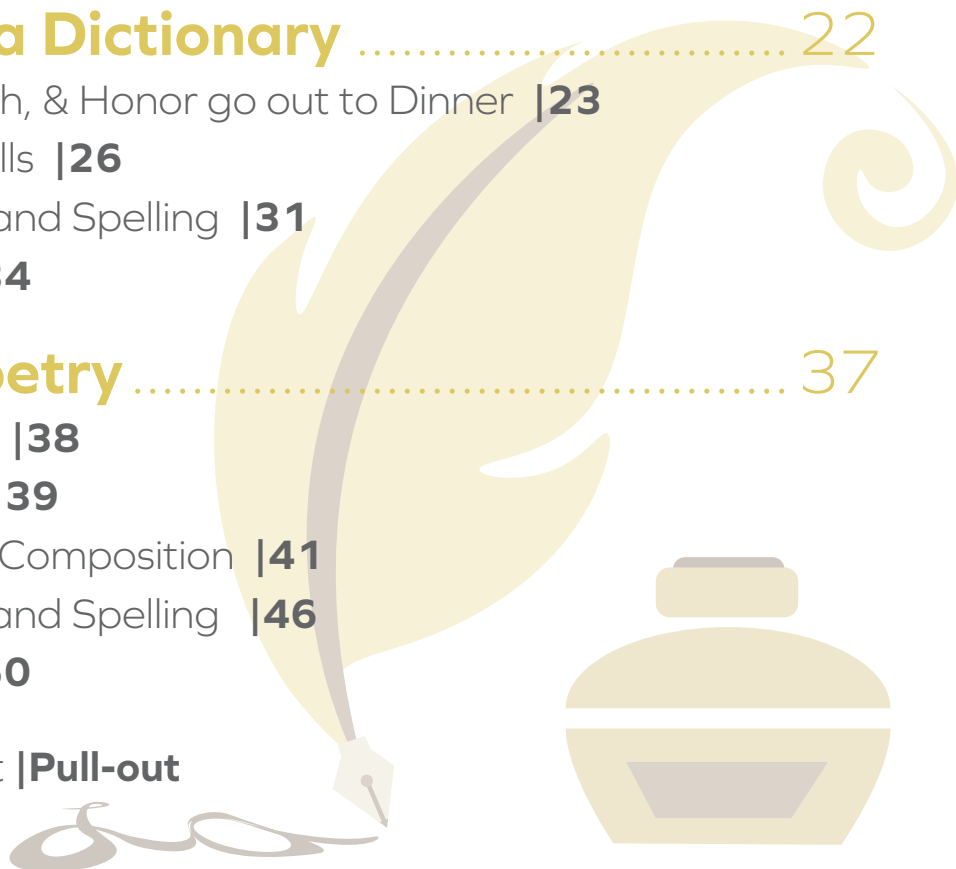 a Dictionary ............................. 22
h, & Honor go out to Dinner |23
lls |26
and Spelling |31
34
etry ............................................ 37
|38
39
Composition |41
and Spelling |46
0
|Pull-out